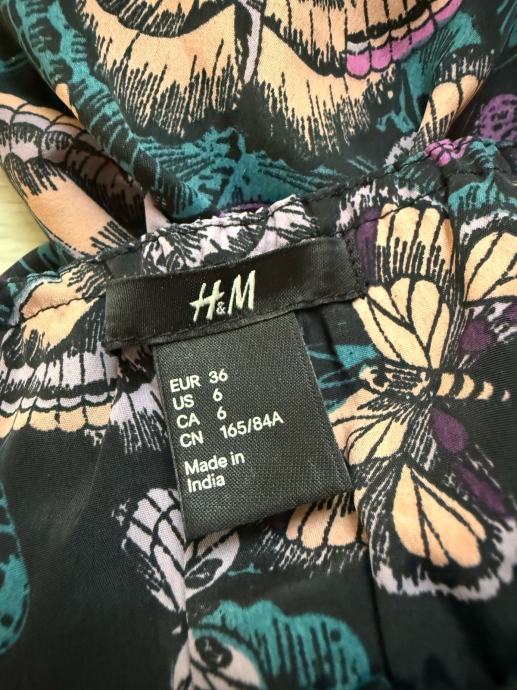 H&M
EUR 36
US 6
CA 6
CN 165/84A
Made in
India